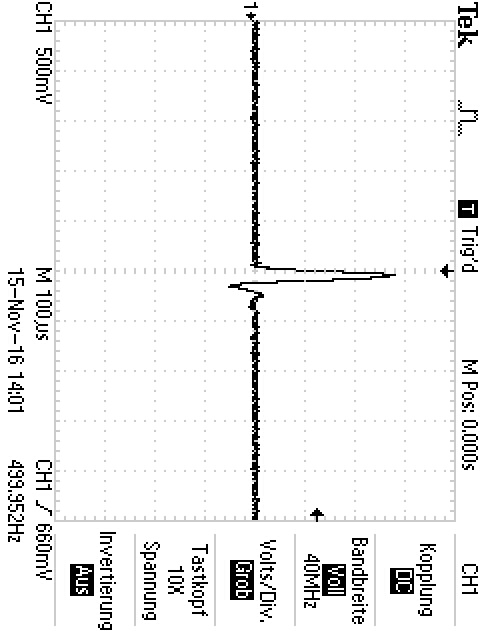 Tek
T Trig'd
M Pos: 0.000s
CH1
Kopplung
DC
Bandbreite
Voll
40MHz
Volts/Div.
Grob
Tastkopf
10X
Spannung
Invertierung
Aus
1
CH1 500mV
M 100µs
CH1 / 660mV
15-Nov-16 14:01
499.952Hz